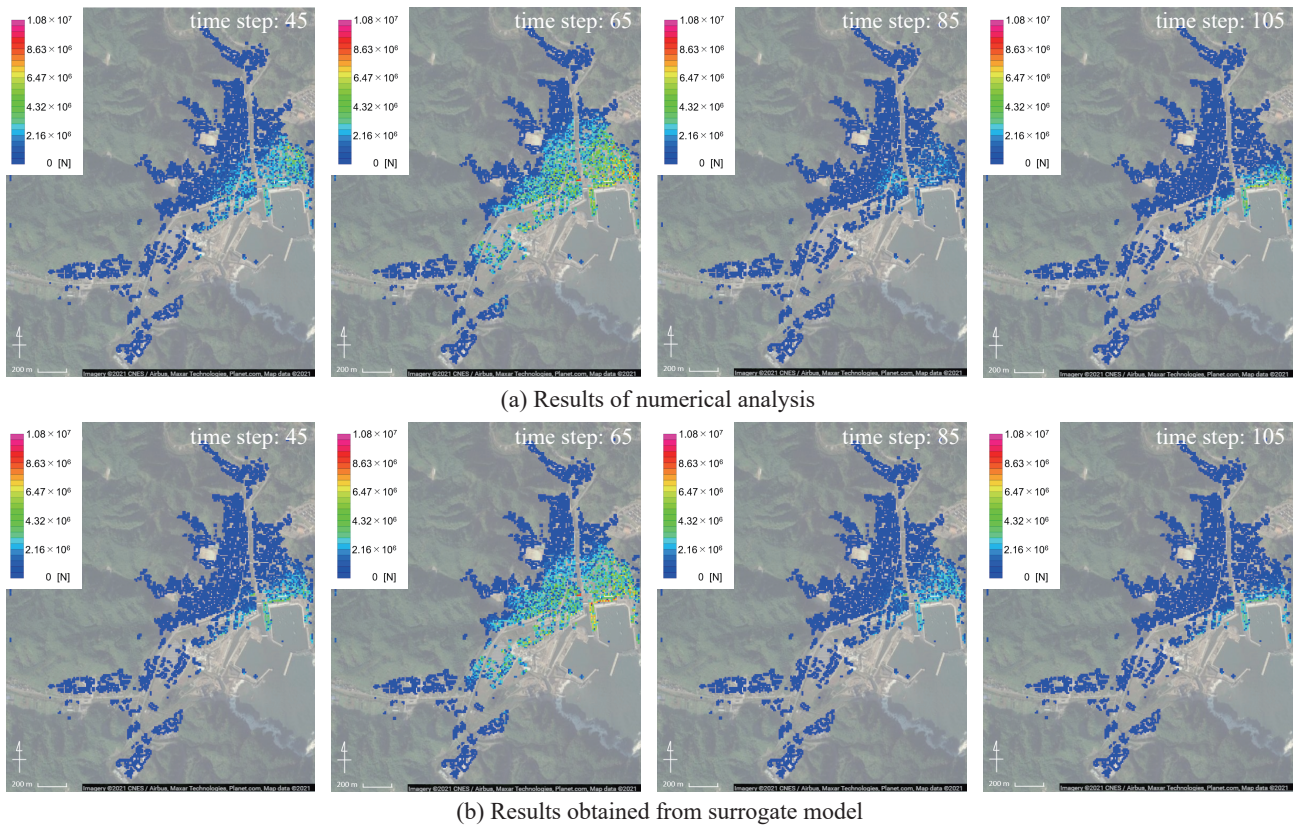 time step: 45
1.08×10⁷
8.63×10⁶
6.47×10⁶
4.32×10⁶
2.16×10⁶
0 [N]
200 m
Imagery ©2021 CNES / Airbus, Maxar Technologies, Planet.com, Map data ©2021
time step: 65
1.08×10⁷
8.63×10⁶
6.47×10⁶
4.32×10⁶
2.16×10⁶
0 [N]
200 m
Imagery ©2021 CNES / Airbus, Maxar Technologies, Planet.com, Map data ©2021
time step: 85
1.08×10⁷
8.63×10⁶
6.47×10⁶
4.32×10⁶
2.16×10⁶
0 [N]
200 m
Imagery ©2021 CNES / Airbus, Maxar Technologies, Planet.com, Map data ©2021
time step: 105
1.08×10⁷
8.63×10⁶
6.47×10⁶
4.32×10⁶
2.16×10⁶
0 [N]
200 m
Imagery ©2021 CNES / Airbus, Maxar Technologies, Planet.com, Map data ©2021
(a) Results of numerical analysis
time step: 45
1.08×10⁷
8.63×10⁶
6.47×10⁶
4.32×10⁶
2.16×10⁶
0 [N]
200 m
Imagery ©2021 CNES / Airbus, Maxar Technologies, Planet.com, Map data ©2021
time step: 65
1.08×10⁷
8.63×10⁶
6.47×10⁶
4.32×10⁶
2.16×10⁶
0 [N]
200 m
Imagery ©2021 CNES / Airbus, Maxar Technologies, Planet.com, Map data ©2021
time step: 85
1.08×10⁷
8.63×10⁶
6.47×10⁶
4.32×10⁶
2.16×10⁶
0 [N]
200 m
Imagery ©2021 CNES / Airbus, Maxar Technologies, Planet.com, Map data ©2021
time step: 105
1.08×10⁷
8.63×10⁶
6.47×10⁶
4.32×10⁶
2.16×10⁶
0 [N]
200 m
Imagery ©2021 CNES / Airbus, Maxar Technologies, Planet.com, Map data ©2021
(b) Results obtained from surrogate model